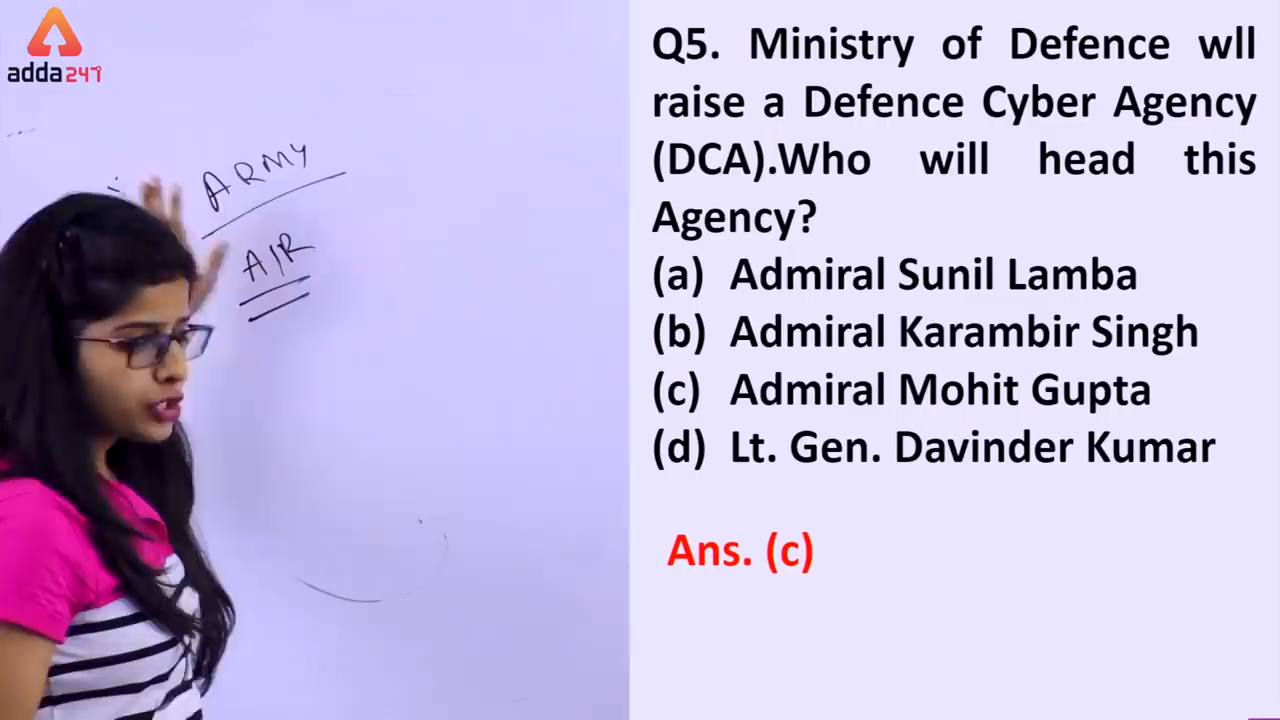 adda247
ARMY
AIR
Q5. Ministry of Defence wll
raise a Defence Cyber Agency
(DCA).Who will head this
Agency?
(a) Admiral Sunil Lamba
(b) Admiral Karambir Singh
(c) Admiral Mohit Gupta
(d) Lt. Gen. Davinder Kumar
Ans. (c)